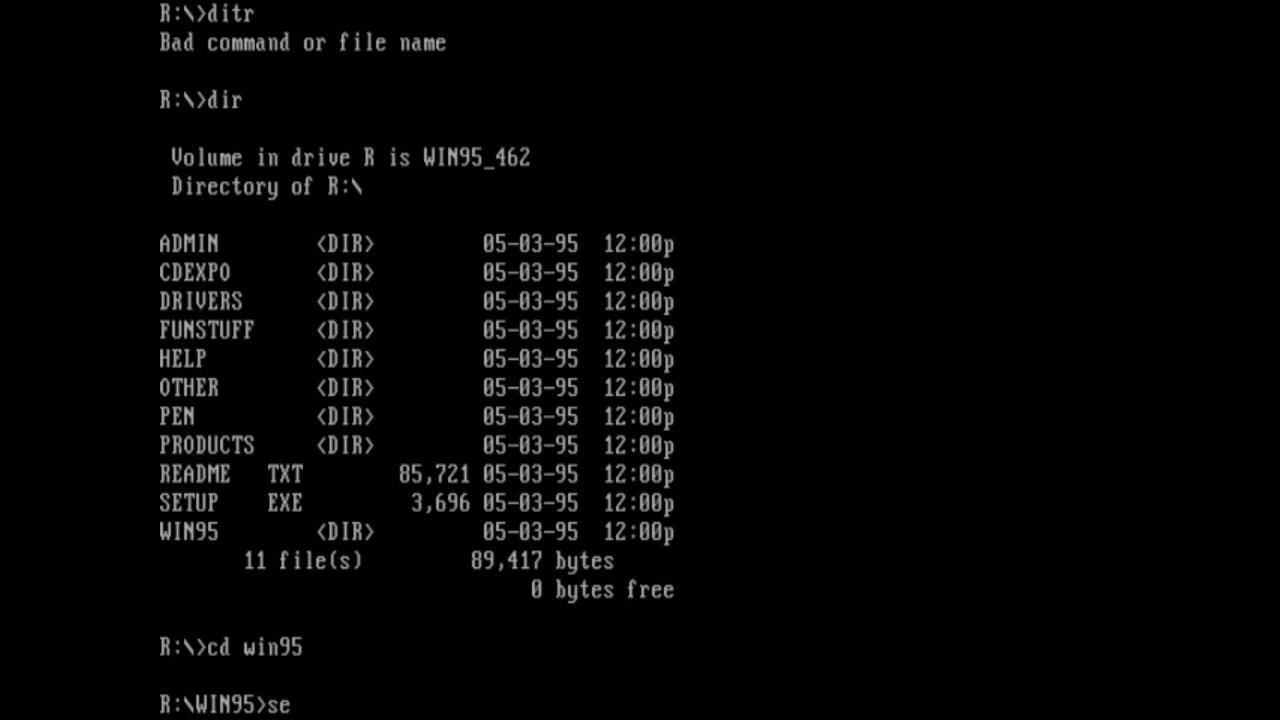 R:\>ditr
Bad command or file name
R:\>dir
Volume in drive R is WIN95_462
Directory of R:\
ADMIN <DIR> 05-03-95 12:00p
CDEXPO <DIR> 05-03-95 12:00p
DRIVERS <DIR> 05-03-95 12:00p
FUNSTUFF <DIR> 05-03-95 12:00p
HELP <DIR> 05-03-95 12:00p
OTHER <DIR> 05-03-95 12:00p
PEN <DIR> 05-03-95 12:00p
PRODUCTS <DIR> 05-03-95 12:00p
README TXT 85,721 05-03-95 12:00p
SETUP EXE 3,696 05-03-95 12:00p
WIN95 <DIR> 05-03-95 12:00p
11 file(s) 89,417 bytes
0 bytes free
R:\>cd win95
R:\WIN95>se